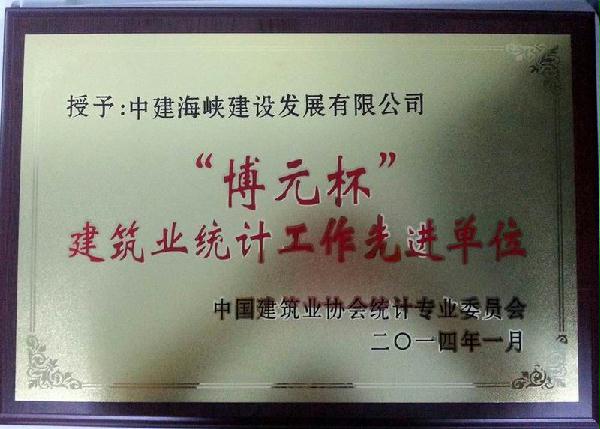 授予:中建海峡建设发展有限公司
“博元杯”
建筑业统计工作先进单位
中国建筑业协会统计专业委员会
二〇一四年一月